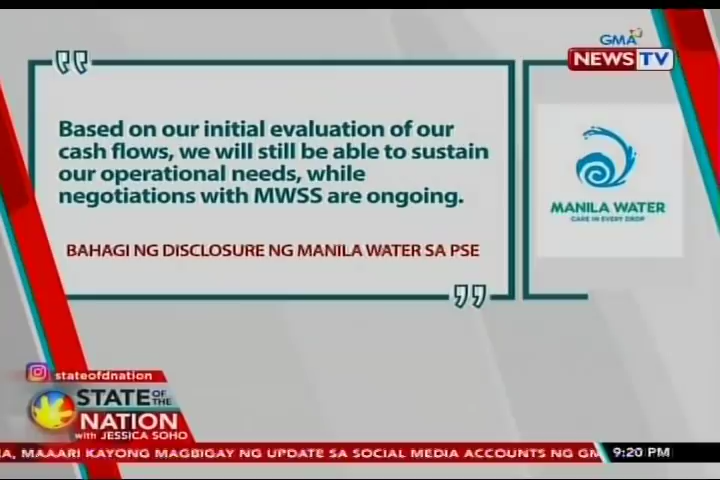 GMA
NEWS TV
Based on our initial evaluation of our
cash flows, we will still be able to sustain
our operational needs, while
negotiations with MWSS are ongoing.
BAHAGI NG DISCLOSURE NG MANILA WATER SA PSE
MANILA WATER
CARE IN EVERY DROP
stateofdnation
STATE OF THE
NATION
with JESSICA SOHO
A, MAAARI KAYONG MAGBIGAY NG UPDATE SA SOCIAL MEDIA ACCOUNTS NG GM
9:20 PM